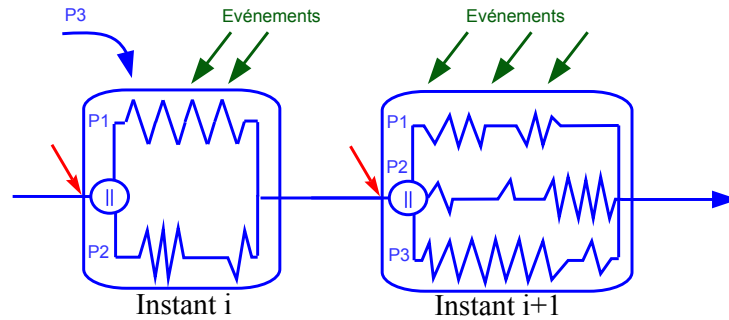 P3
Evénements
Evénements
P1
||
P2
P1
P2
||
P3
Instant i
Instant i+1